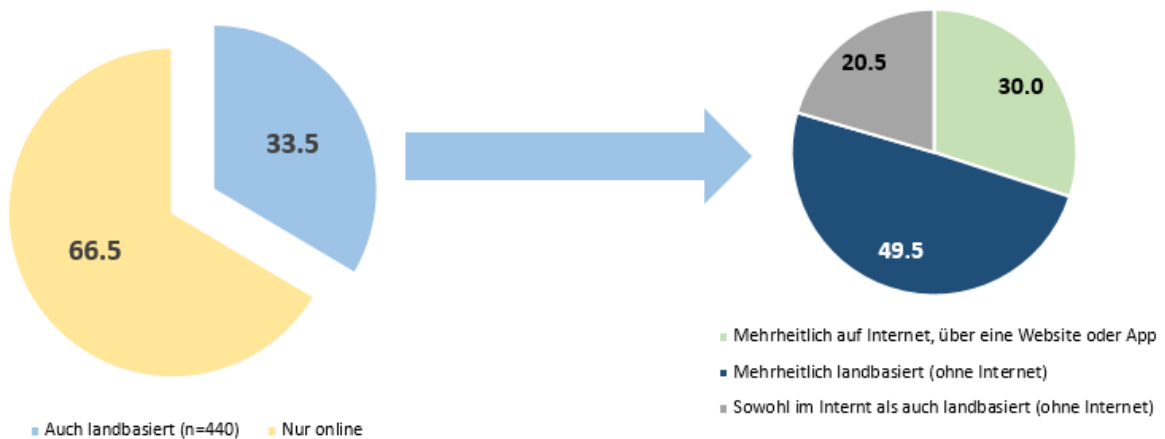 33.5
66.5
Auch landbasiert (n=440) Nur online
20.5
30.0
49.5
Mehrheitlich auf Internet, über eine Website oder App
Mehrheitlich landbasiert (ohne Internet)
Sowohl im Internt als auch landbasiert (ohne Internet)